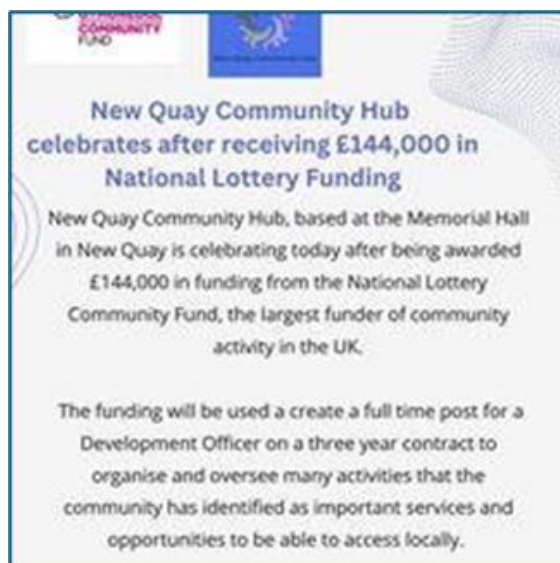 COMMUNITY
FUND
New Quay Community Hub
celebrates after receiving £144,000 in
National Lottery Funding
New Quay Community Hub, based at the Memorial Hall
in New Quay is celebrating today after being awarded
£144,000 in funding from the National Lottery
Community Fund, the largest funder of community
activity in the UK.
The funding will be used a create a full time post for a
Development Officer on a three year contract to
organise and oversee many activities that the
community has identified as important services and
opportunities to be able to access locally.